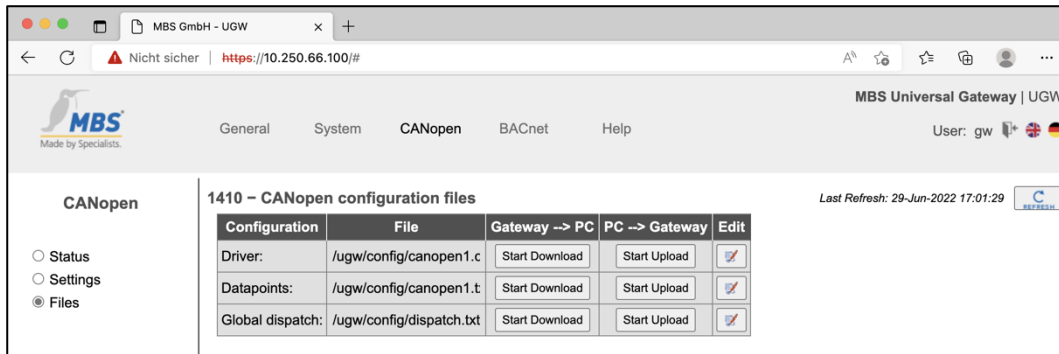 MBS GmbH - UGW
Nicht sicher | https://10.250.66.100/#
MBS
Made by Specialists.
General System CANopen BACnet Help
MBS Universal Gateway | UGW
User: gw
CANopen
Status
Settings
Files
1410 – CANopen configuration files
Last Refresh: 29-Jun-2022 17:01:29
REFRESH
Configuration File Gateway --> PC PC --> Gateway Edit
Driver: /ugw/config/canopen1.c Start Download Start Upload
Datapoints: /ugw/config/canopen1.t Start Download Start Upload
Global dispatch: /ugw/config/dispatch.txt Start Download Start Upload